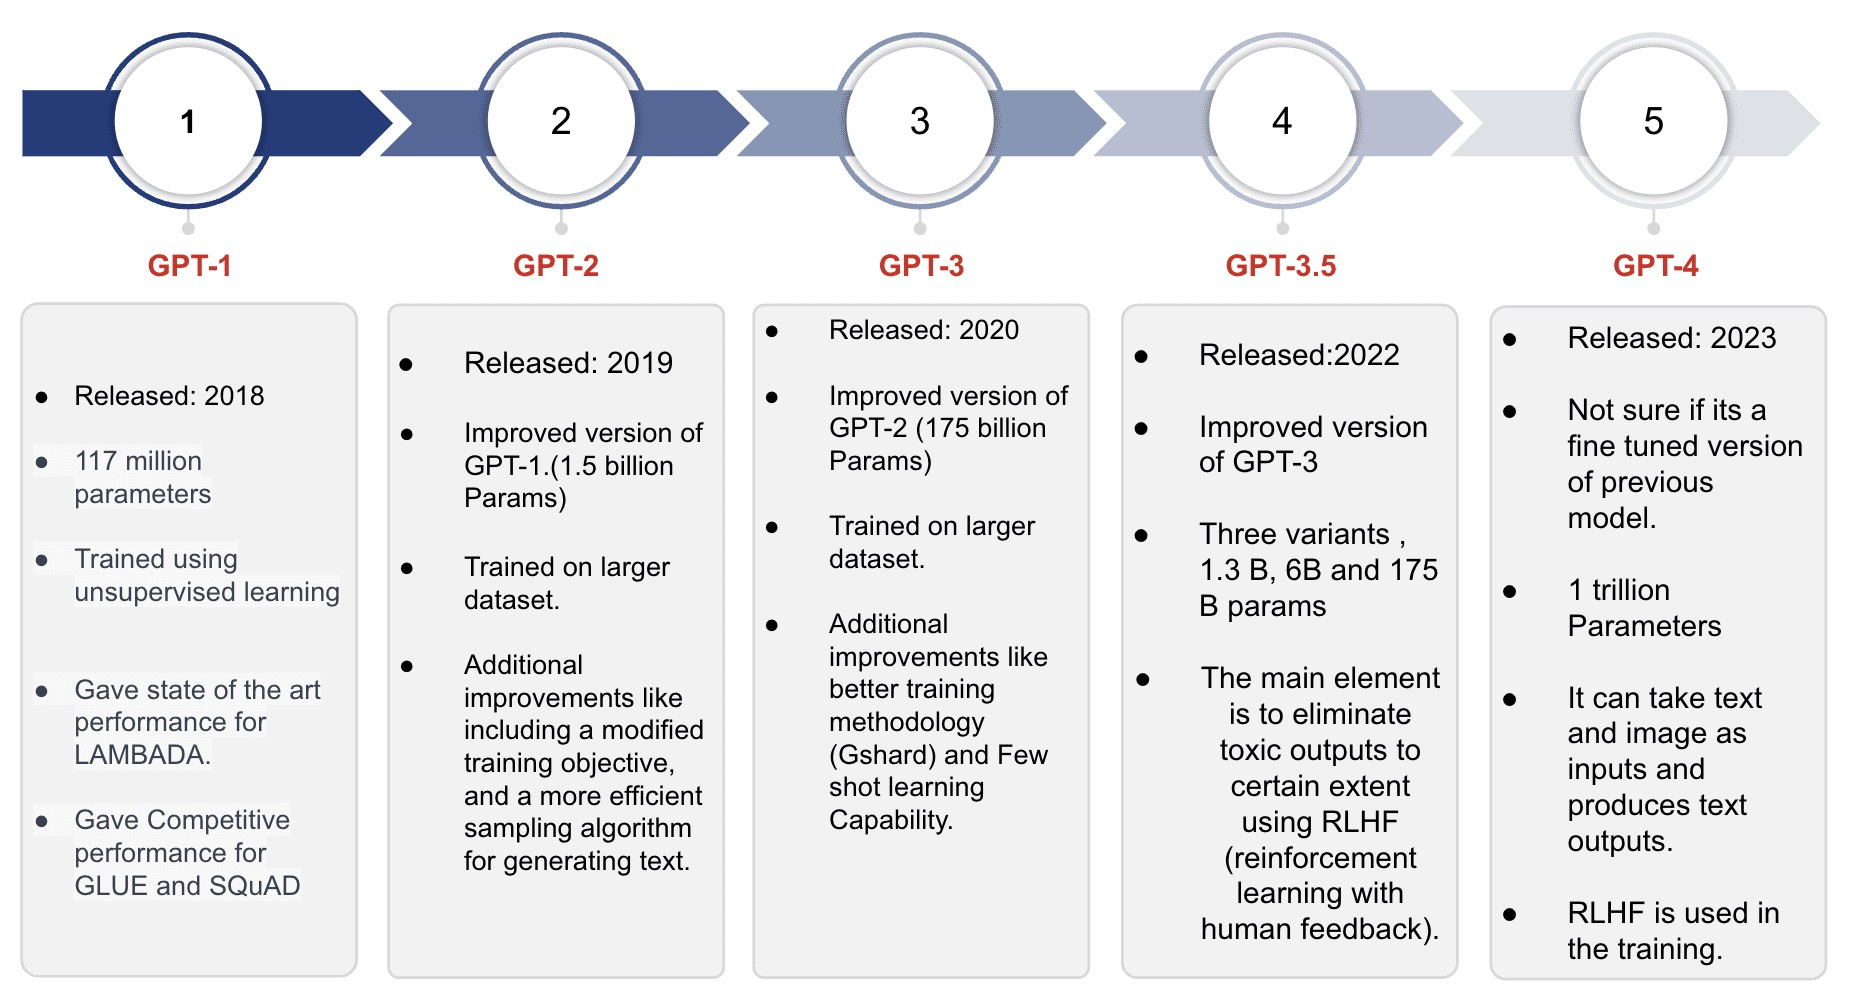 1
2
3
4
5
GPT-1
GPT-2
GPT-3
GPT-3.5
GPT-4
● Released: 2018
● 117 million
parameters
● Trained using
unsupervised learning
● Gave state of the art
performance for
LAMBADA.
● Gave Competitive
performance for
GLUE and SQuAD
● Released: 2019
● Improved version of
GPT-1.(1.5 billion
Params)
● Trained on larger
dataset.
● Additional
improvements like
including a modified
training objective,
and a more efficient
sampling algorithm
for generating text.
● Released: 2020
● Improved version of
GPT-2 (175 billion
Params)
● Trained on larger
dataset.
● Additional
improvements like
better training
methodology
(Gshard) and Few
shot learning
Capability.
● Released:2022
● Improved version
of GPT-3
● Three variants ,
1.3 B, 6B and 175
B params
● The main element
is to eliminate
toxic outputs to
certain extent
using RLHF
(reinforcement
learning with
human feedback).
● Released: 2023
● Not sure if its a
fine tuned version
of previous
model.
● 1 trillion
Parameters
● It can take text
and image as
inputs and
produces text
outputs.
● RLHF is used in
the training.